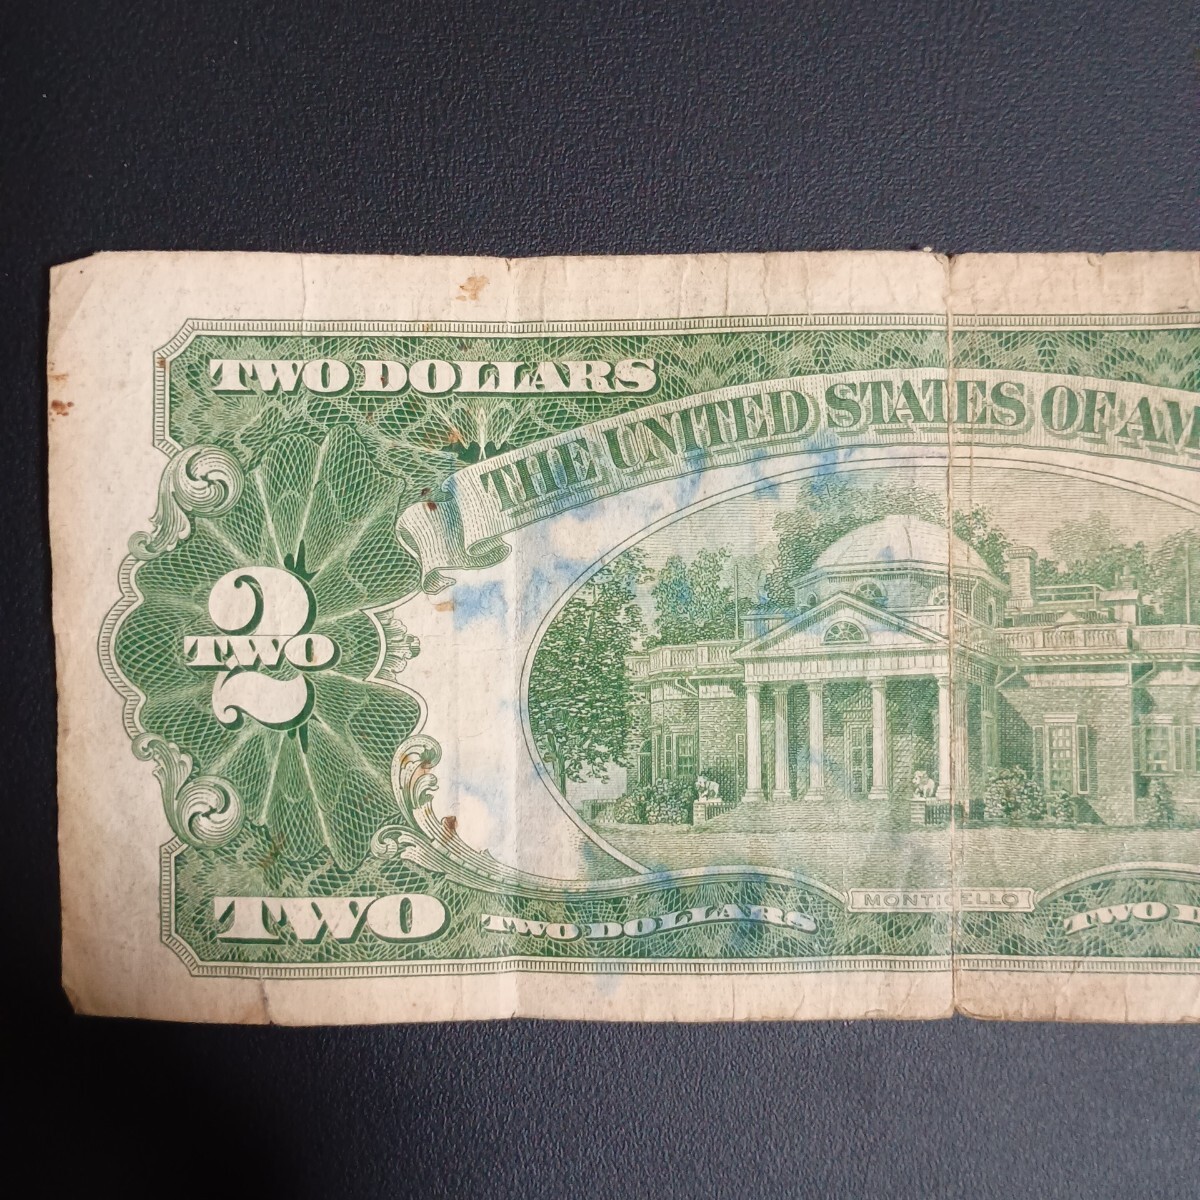 TWO DOLLARS
THE UNITED STATES OF AM
2
TWO
MONTICELLO
TWO
TWO DOLLARS
TWO D